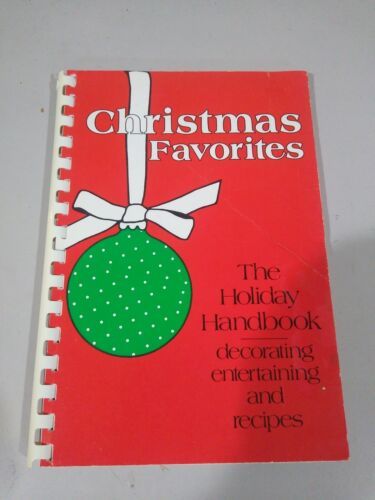 Christmas
Favorites
The
Holiday
Handbook
decorating
entertaining
and
recipes